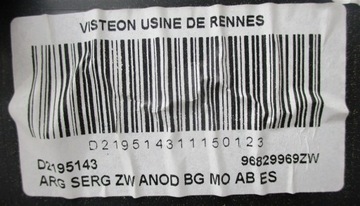 VISTEON USINE DE RENNES
D219514311150123
D2195143 96829969ZW
ARG SERG ZW ANOD BG MO AB ES